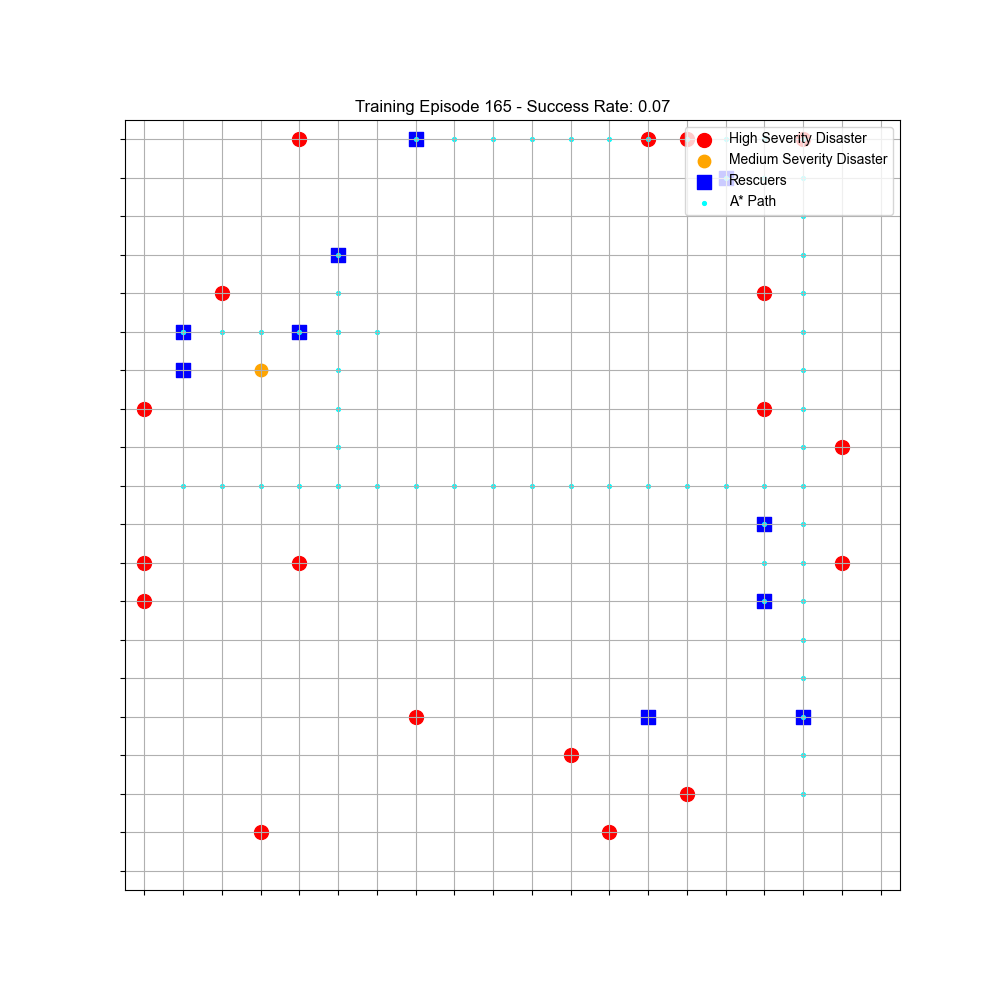 Training Episode 165 - Success Rate: 0.07
High Severity Disaster
Medium Severity Disaster
Rescuers
A* Path